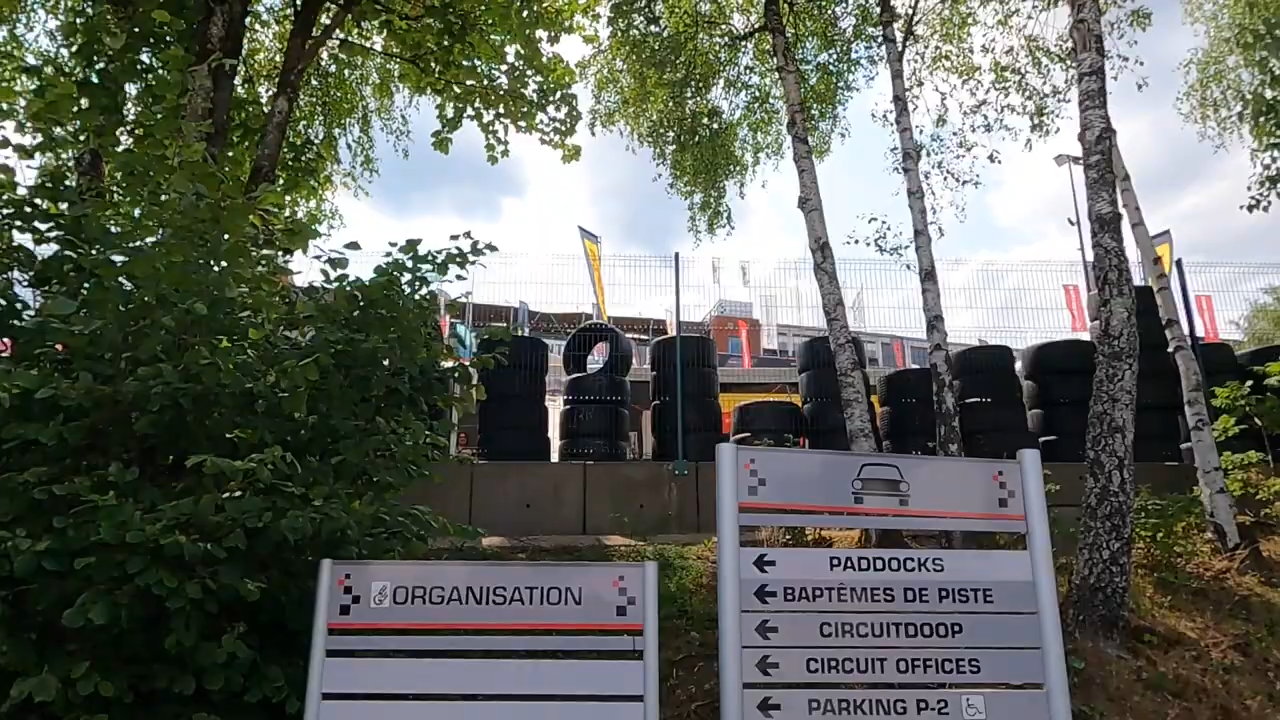 ORGANISATION
PADDOCKS
BAPTÊMES DE PISTE
CIRCUITDOOP
CIRCUIT OFFICES
PARKING P-2